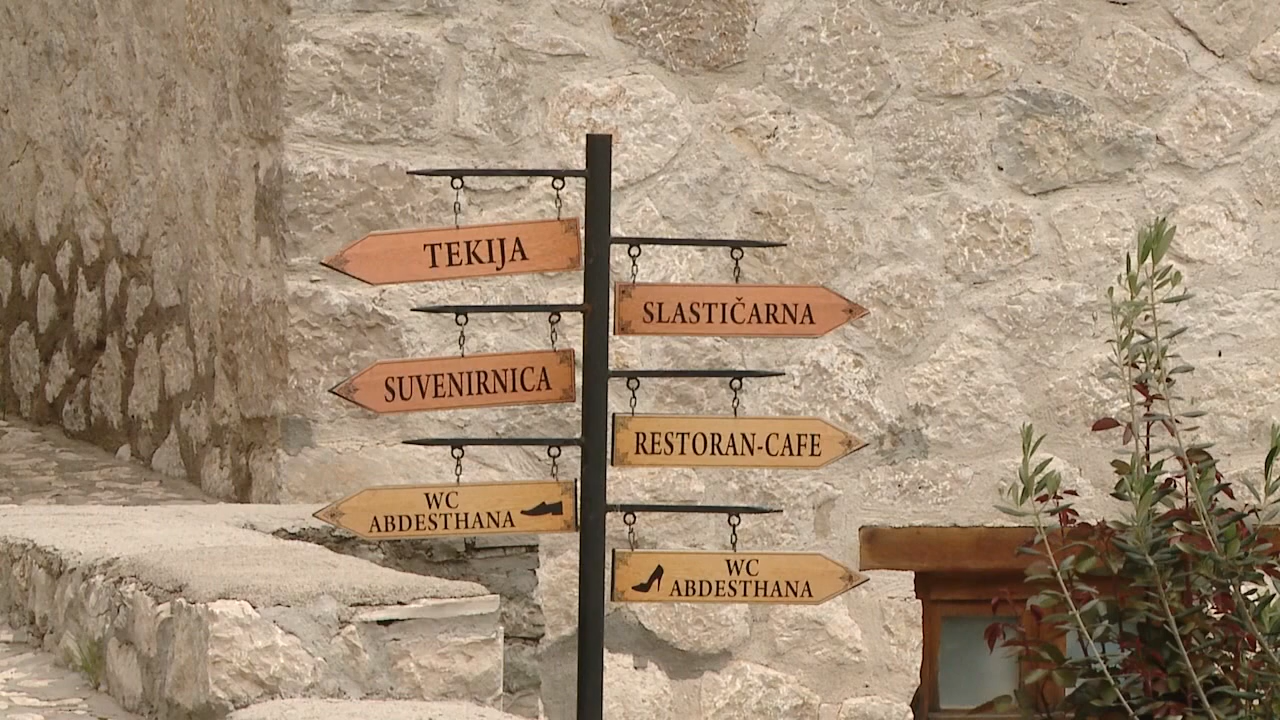 TEKIJA
SLASTIČARNA
SUVENIRNICA
RESTORAN-CAFE
WC
ABDESTHANA
WC
ABDESTHANA